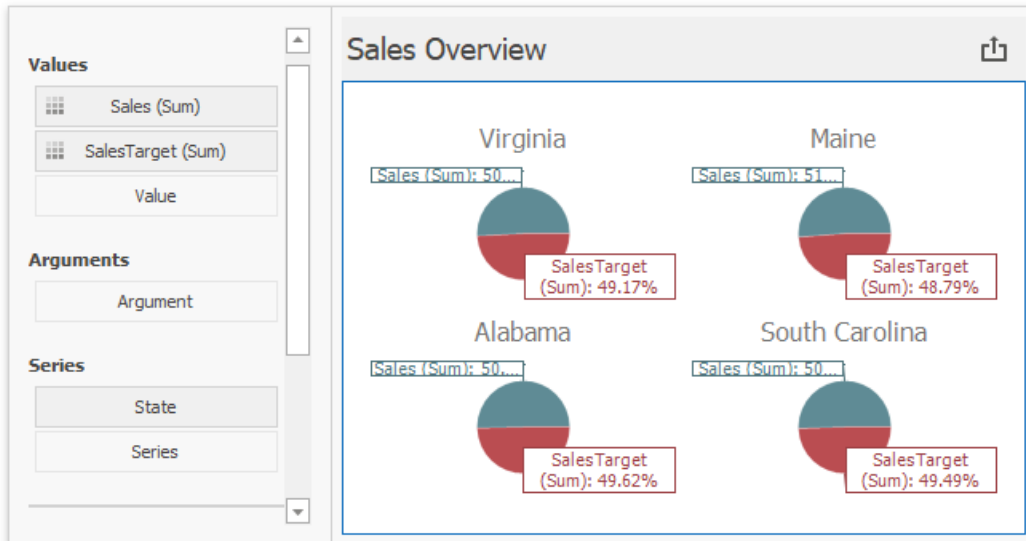 Values
Sales (Sum)
SalesTarget (Sum)
Value
Arguments
Argument
Series
State
Series
Sales Overview
Virginia
Sales (Sum): 50...
SalesTarget
(Sum): 49.17%
Maine
Sales (Sum): 51...
SalesTarget
(Sum): 48.79%
Alabama
Sales (Sum): 50....
SalesTarget
(Sum): 49.62%
South Carolina
Sales (Sum): 50...
SalesTarget
(Sum): 49.49%